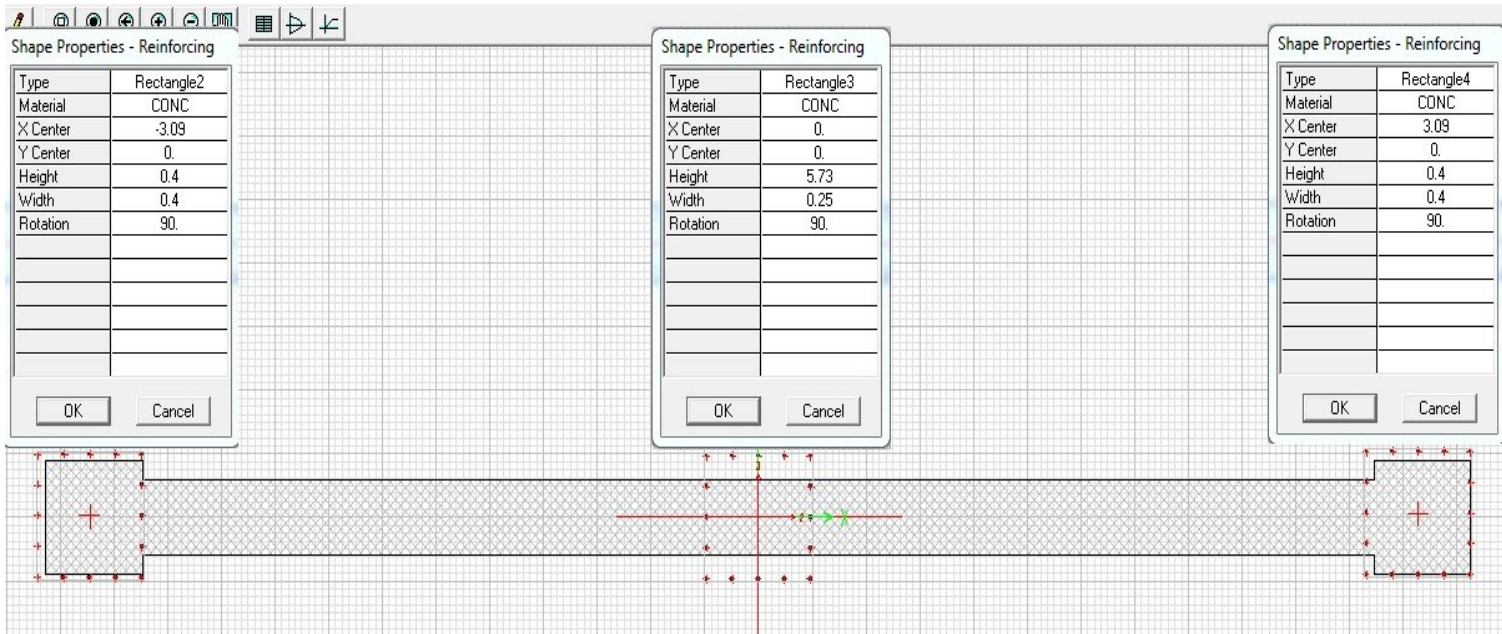 Shape Properties - Reinforcing
Type Rectangle2
Material CONC
X Center -3.09
Y Center 0.
Height 0.4
Width 0.4
Rotation 90.
OK Cancel
Shape Properties - Reinforcing
Type Rectangle3
Material CONC
X Center 0.
Y Center 0.
Height 5.73
Width 0.25
Rotation 90.
OK Cancel
Shape Properties - Reinforcing
Type Rectangle4
Material CONC
X Center 3.09
Y Center 0.
Height 0.4
Width 0.4
Rotation 90.
OK Cancel
X